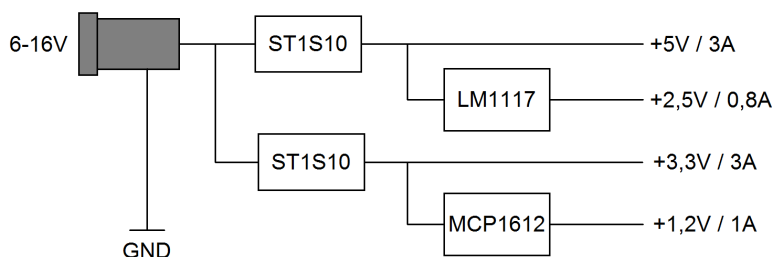 6-16V
ST1S10
+5V / 3A
LM1117
+2,5V / 0,8A
ST1S10
+3,3V / 3A
MCP1612
+1,2V / 1A
GND